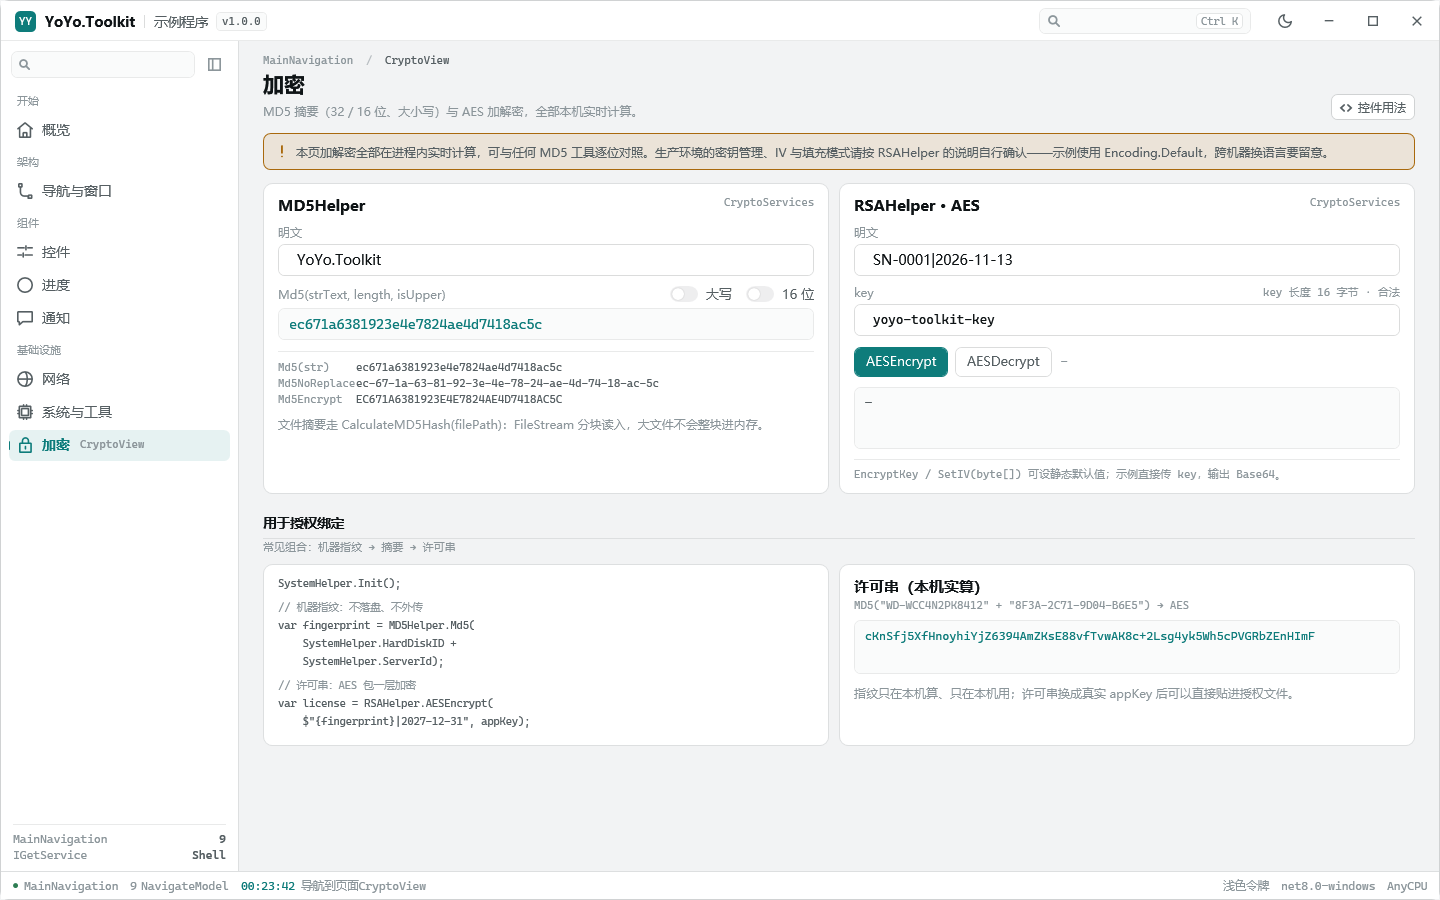 YY YoYo.Toolkit 示例程序 v1.0.0 Ctrl K
MainNavigation / CryptoView
加密
MD5 摘要（32 / 16 位、大小写）与 AES 加解密，全部本机实时计算。
控件用法
开始
概览
架构
导航与窗口
组件
控件
进度
通知
基础设施
网络
系统与工具
加密 CryptoView
! 本页加解密全部在进程内实时计算，可与任何 MD5 工具逐位对照。生产环境的密钥管理、IV 与填充模式请按 RSAHelper 的说明自行确认——示例使用 Encoding.Default，跨机器换语言要留意。
MD5Helper CryptoServices
明文
YoYo.Toolkit
Md5(strText, length, isUpper) 大写 16 位
ec671a6381923e4e7824ae4d7418ac5c
Md5(str) ec671a6381923e4e7824ae4d7418ac5c
Md5NoReplace ec-67-1a-63-81-92-3e-4e-78-24-ae-4d-74-18-ac-5c
Md5Encrypt EC671A6381923E4E7824AE4D7418AC5C
文件摘要走 CalculateMD5Hash(filePath)：FileStream 分块读入，大文件不会整块进内存。
RSAHelper • AES CryptoServices
明文
SN-0001|2026-11-13
key key 长度 16 字节 · 合法
yoyo-toolkit-key
AESEncrypt AESDecrypt —
—
EncryptKey / SetIV(byte[]) 可设静态默认值；示例直接传 key，输出 Base64。
用于授权绑定
常见组合：机器指纹 → 摘要 → 许可串
SystemHelper.Init();
// 机器指纹：不落盘、不外传
var fingerprint = MD5Helper.Md5(
SystemHelper.HardDiskID +
SystemHelper.ServerId);
// 许可串：AES 包一层加密
var license = RSAHelper.AESEncrypt(
$"{fingerprint}|2027-12-31", appKey);
许可串（本机实算）
MD5("WD-WCC4N2PK8412" + "8F3A-2C71-9D04-B6E5") → AES
cKnSfj5XfHnoyhiYjZ6394AmZKsE88vfTvwAK8c+2Lsg4yk5Wh5cPVGRbZEnHImF
指纹只在本机算、只在本机用；许可串换成真实 appKey 后可以直接贴进授权文件。
MainNavigation 9
IGetService Shell
MainNavigation 9 NavigateModel 00:23:42 导航到页面CryptoView 浅色令牌 net8.0-windows AnyCPU